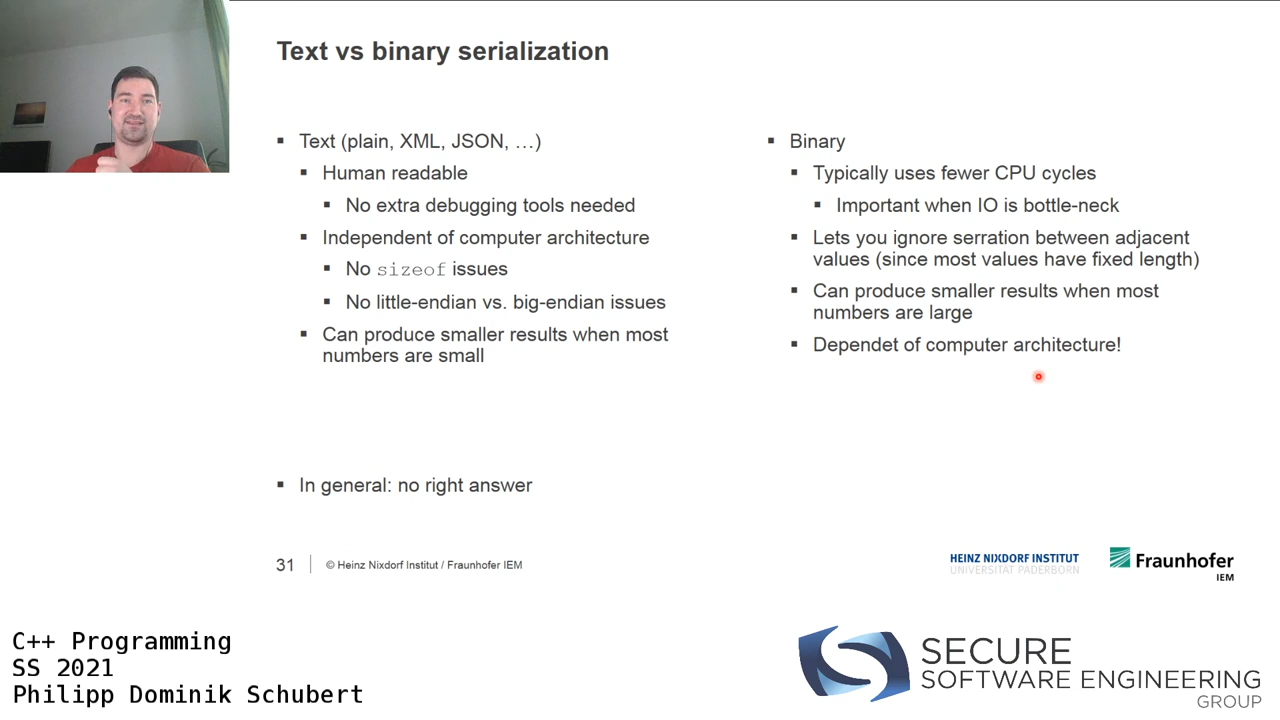 Text vs binary serialization
Text (plain, XML, JSON, …)
Human readable
No extra debugging tools needed
Independent of computer architecture
No sizeof issues
No little-endian vs. big-endian issues
Can produce smaller results when most
numbers are small
Binary
Typically uses fewer CPU cycles
Important when IO is bottle-neck
Lets you ignore serration between adjacent
values (since most values have fixed length)
Can produce smaller results when most
numbers are large
Dependet of computer architecture!
In general: no right answer
31
© Heinz Nixdorf Institut / Fraunhofer IEM
HEINZ NIXDORF INSTITUT
UNIVERSITÄT PADERBORN
Fraunhofer
IEM
C++ Programming
SS 2021
Philipp Dominik Schubert
SECURE
SOFTWARE ENGINEERING
GROUP